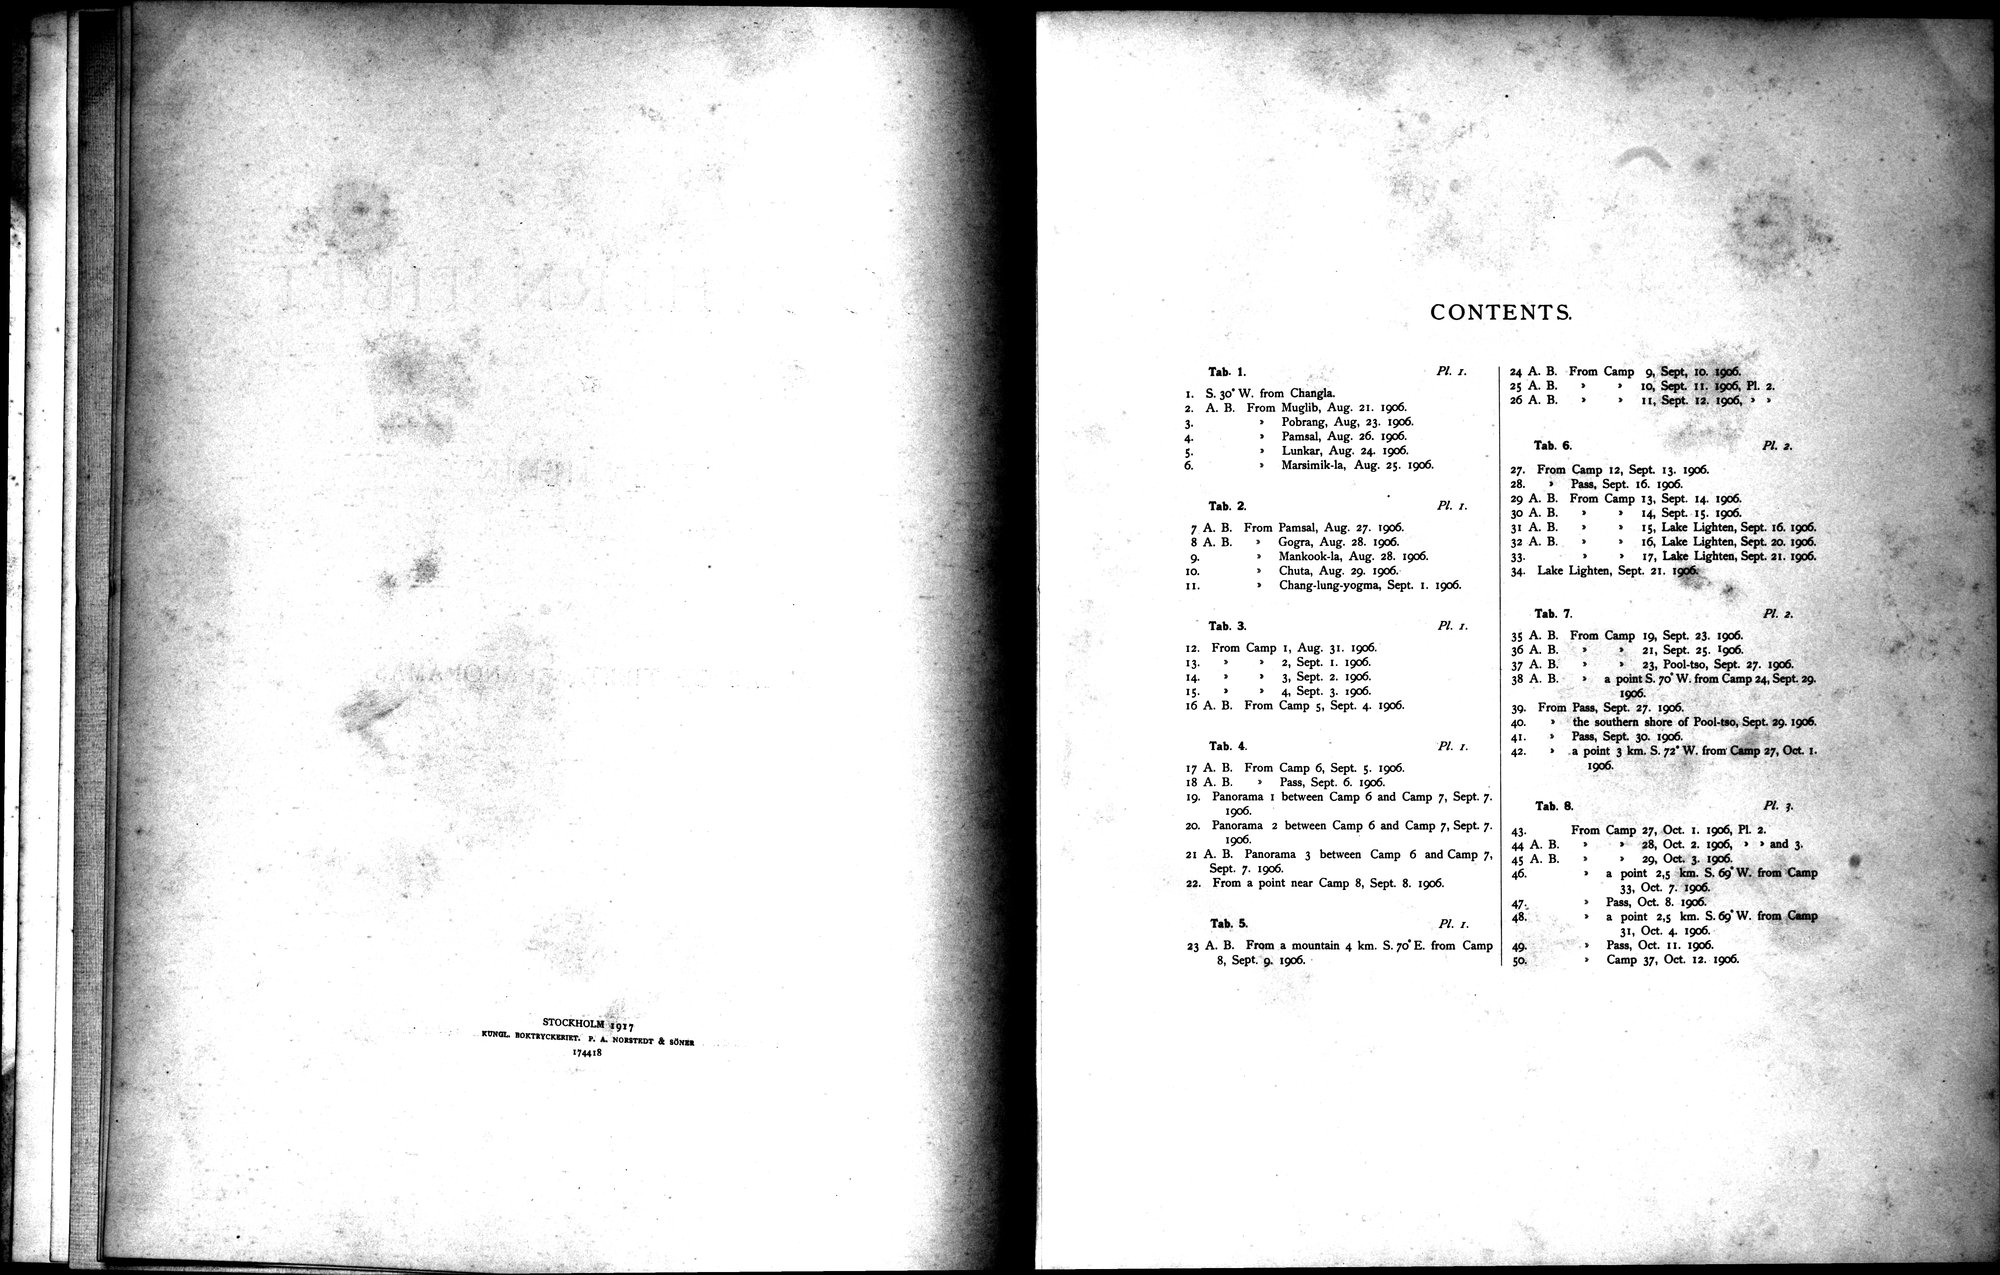 STOCKHOLM 1917
KUNGL. BOKTRYCKERIET. P. A. NORSTEDT & SÖNER
174418
CONTENTS.
Tab. 1. Pl. 1.
1. S. 30° W. from Changla.
2. A. B. From Muglib, Aug. 21. 1906.
3. » Pobrang, Aug, 23. 1906.
4. » Pamsal, Aug. 26. 1906.
5. » Lunkar, Aug. 24. 1906.
6. » Marsimik-la, Aug. 25. 1906.
Tab. 2. Pl. 1.
7 A. B. From Pamsal, Aug. 27. 1906.
8 A. B. » Gogra, Aug. 28. 1906.
9. » Mankook-la, Aug. 28. 1906.
10. » Chuta, Aug. 29. 1906.
11. » Chang-lung-yogma, Sept. 1. 1906.
Tab. 3. Pl. 1.
12. From Camp 1, Aug. 31. 1906.
13. » » 2, Sept. 1. 1906.
14. » » 3, Sept. 2. 1906.
15. » » 4, Sept. 3. 1906.
16 A. B. From Camp 5, Sept. 4. 1906.
Tab. 4. Pl. 1.
17 A. B. From Camp 6, Sept. 5. 1906.
18 A. B. » Pass, Sept. 6. 1906.
19. Panorama 1 between Camp 6 and Camp 7, Sept. 7.
1906.
20. Panorama 2 between Camp 6 and Camp 7, Sept. 7.
1906.
21 A. B. Panorama 3 between Camp 6 and Camp 7,
Sept. 7. 1906.
22. From a point near Camp 8, Sept. 8. 1906.
Tab. 5. Pl. 1.
23 A. B. From a mountain 4 km. S. 70° E. from Camp
8, Sept. 9. 1906.
24 A. B. From Camp 9, Sept, 10. 1906.
25 A. B. » » 10, Sept. 11. 1906, Pl. 2.
26 A. B. » » 11, Sept. 12. 1906, » »
Tab. 6. Pl. 2.
27. From Camp 12, Sept. 13. 1906.
28. » Pass, Sept. 16. 1906.
29 A. B. From Camp 13, Sept. 14. 1906.
30 A. B. » » 14, Sept. 15. 1906.
31 A. B. » » 15, Lake Lighten, Sept. 16. 1906.
32 A. B. » » 16, Lake Lighten, Sept. 20. 1906.
33. » » 17, Lake Lighten, Sept. 21. 1906.
34. Lake Lighten, Sept. 21. 1906.
Tab. 7. Pl. 2.
35 A. B. From Camp 19, Sept. 23. 1906.
36 A. B. » » 21, Sept. 25. 1906.
37 A. B. » » 23, Pool-tso, Sept. 27. 1906.
38 A. B. » a point S. 70° W. from Camp 24, Sept. 29.
1906.
39. From Pass, Sept. 27. 1906.
40. » the southern shore of Pool-tso, Sept. 29. 1906.
41. » Pass, Sept. 30. 1906.
42. » a point 3 km. S. 72° W. from Camp 27, Oct. 1.
1906.
Tab. 8. Pl. 3.
43. From Camp 27, Oct. 1. 1906, Pl. 2.
44 A. B. » » 28, Oct. 2. 1906, » » and 3.
45 A. B. » » 29, Oct. 3. 1906.
46. » a point 2,5 km. S. 69° W. from Camp
33, Oct. 7. 1906.
47. » Pass, Oct. 8. 1906.
48. » a point 2,5 km. S. 69° W. from Camp
31, Oct. 4. 1906.
49. » Pass, Oct. 11. 1906.
50. » Camp 37, Oct. 12. 1906.